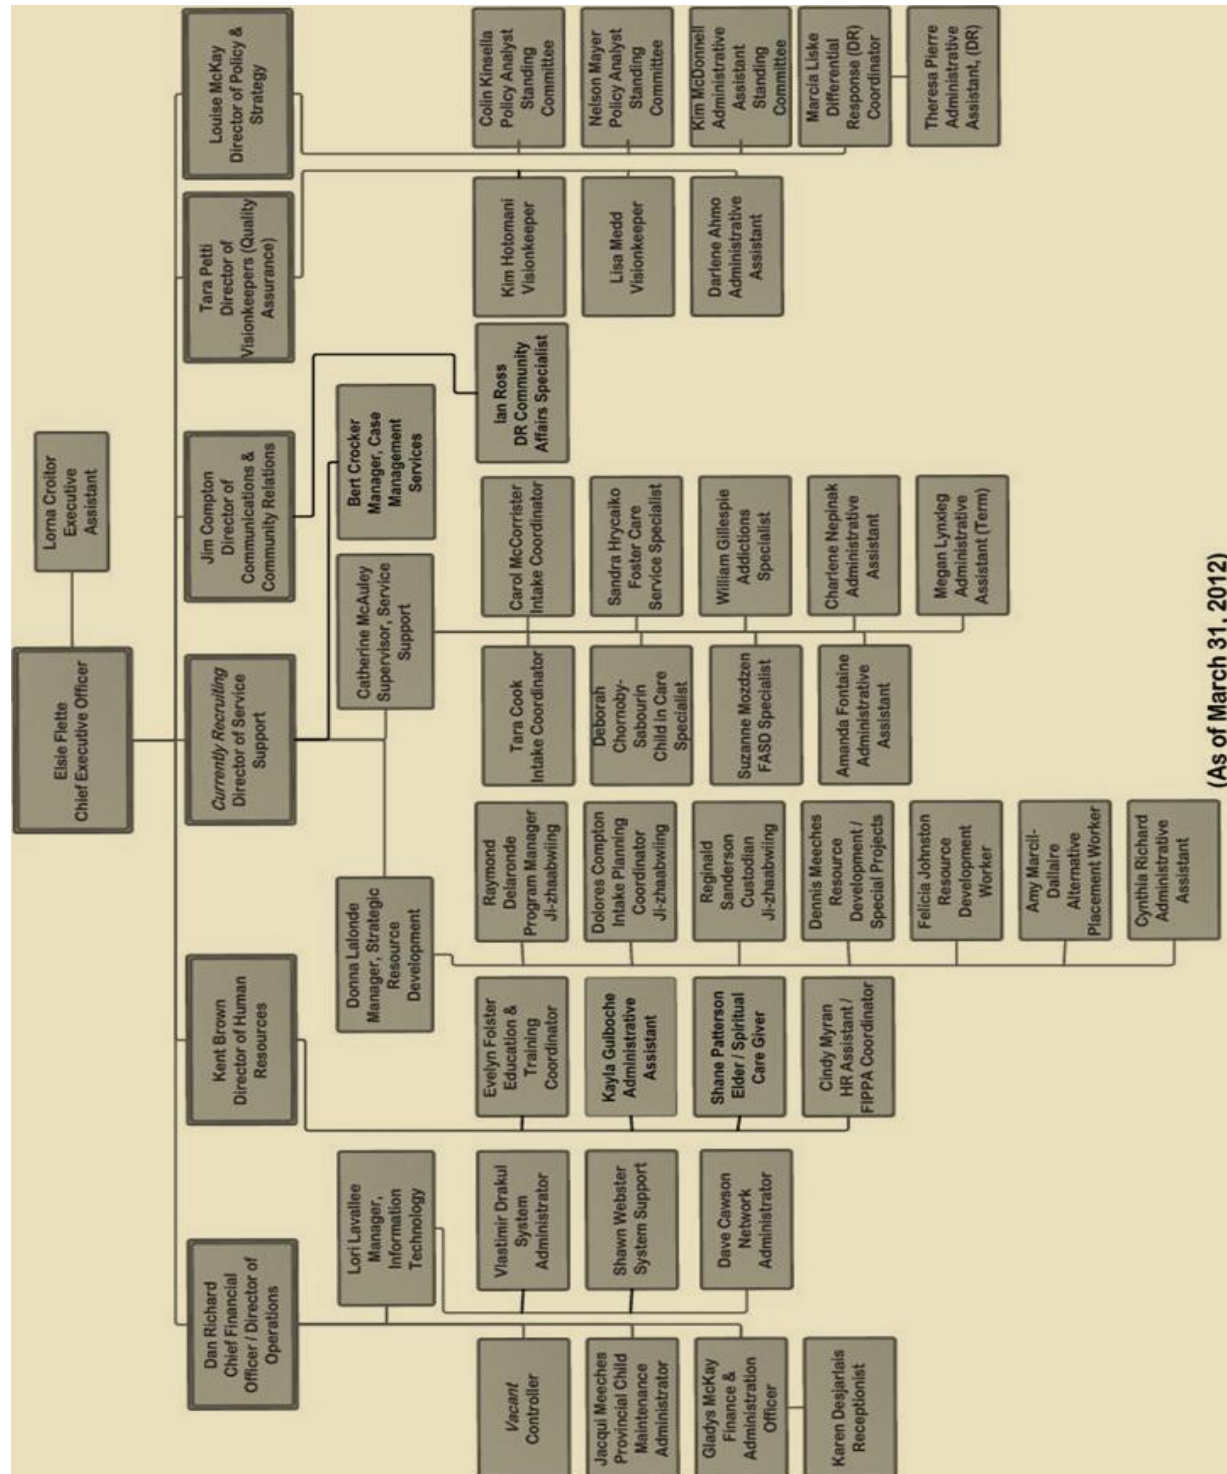 Elsie Flette
Chief Executive Officer
Lorna Croitor
Executive
Assistant
Dan Richard
Chief Financial
Officer / Director of
Operations
Kent Brown
Director of Human
Resources
Currently Recruiting
Director of Service
Support
Jim Compton
Director of
Communications &
Community Relations
Tara Petti
Director of
Visionkeepers (Quality
Assurance)
Louise McKay
Director of Policy &
Strategy
Lori Lavallee
Manager,
Information
Technology
Donna Lalonde
Manager, Strategic
Resource
Development
Catherine McAuley
Supervisor, Service
Support
Bert Crocker
Manager, Case
Management
Services
Vacant
Controller
Jacqui Meeches
Provincial Child
Maintenance
Administrator
Gladys McKay
Finance &
Administration
Officer
Karen Desjarlais
Receptionist
Vlastimir Drakul
System
Administrator
Shawn Webster
System Support
Dave Cawson
Network
Administrator
Evelyn Folster
Education &
Training
Coordinator
Kayla Guiboche
Administrative
Assistant
Shane Patterson
Elder / Spiritual
Care Giver
Cindy Myran
HR Assistant /
FIPPA Coordinator
Raymond
Delaronde
Program Manager
Ji-zhaabwiing
Dolores Compton
Intake Planning
Coordinator
Ji-zhaabwiing
Reginald
Sanderson
Custodian
Ji-zhaabwiing
Dennis Meeches
Resource
Development /
Special Projects
Felicia Johnston
Resource
Development
Worker
Amy Marcil-
Dallaire
Alternative
Placement Worker
Cynthia Richard
Administrative
Assistant
Tara Cook
Intake Coordinator
Deborah
Chornoby-
Sabourin
Child in Care
Specialist
Suzanne Mozdzen
FASD Specialist
Amanda Fontaine
Administrative
Assistant
Carol McCorrister
Intake Coordinator
Sandra Hrycaiko
Foster Care
Service Specialist
William Gillespie
Addictions
Specialist
Charlene Nepinak
Administrative
Assistant
Megan Lynxleg
Administrative
Assistant (Term)
Ian Ross
DR Community
Affairs Specialist
Kim Hotomani
Visionkeeper
Lisa Medd
Visionkeeper
Darlene Ahmo
Administrative
Assistant
Colin Kinsella
Policy Analyst
Standing
Committee
Nelson Mayer
Policy Analyst
Standing
Committee
Kim McDonnell
Administrative
Assistant
Standing
Committee
Marcia Liske
Differential
Response (DR)
Coordinator
Theresa Pierre
Administrative
Assistant, (DR)
(As of March 31, 2012)